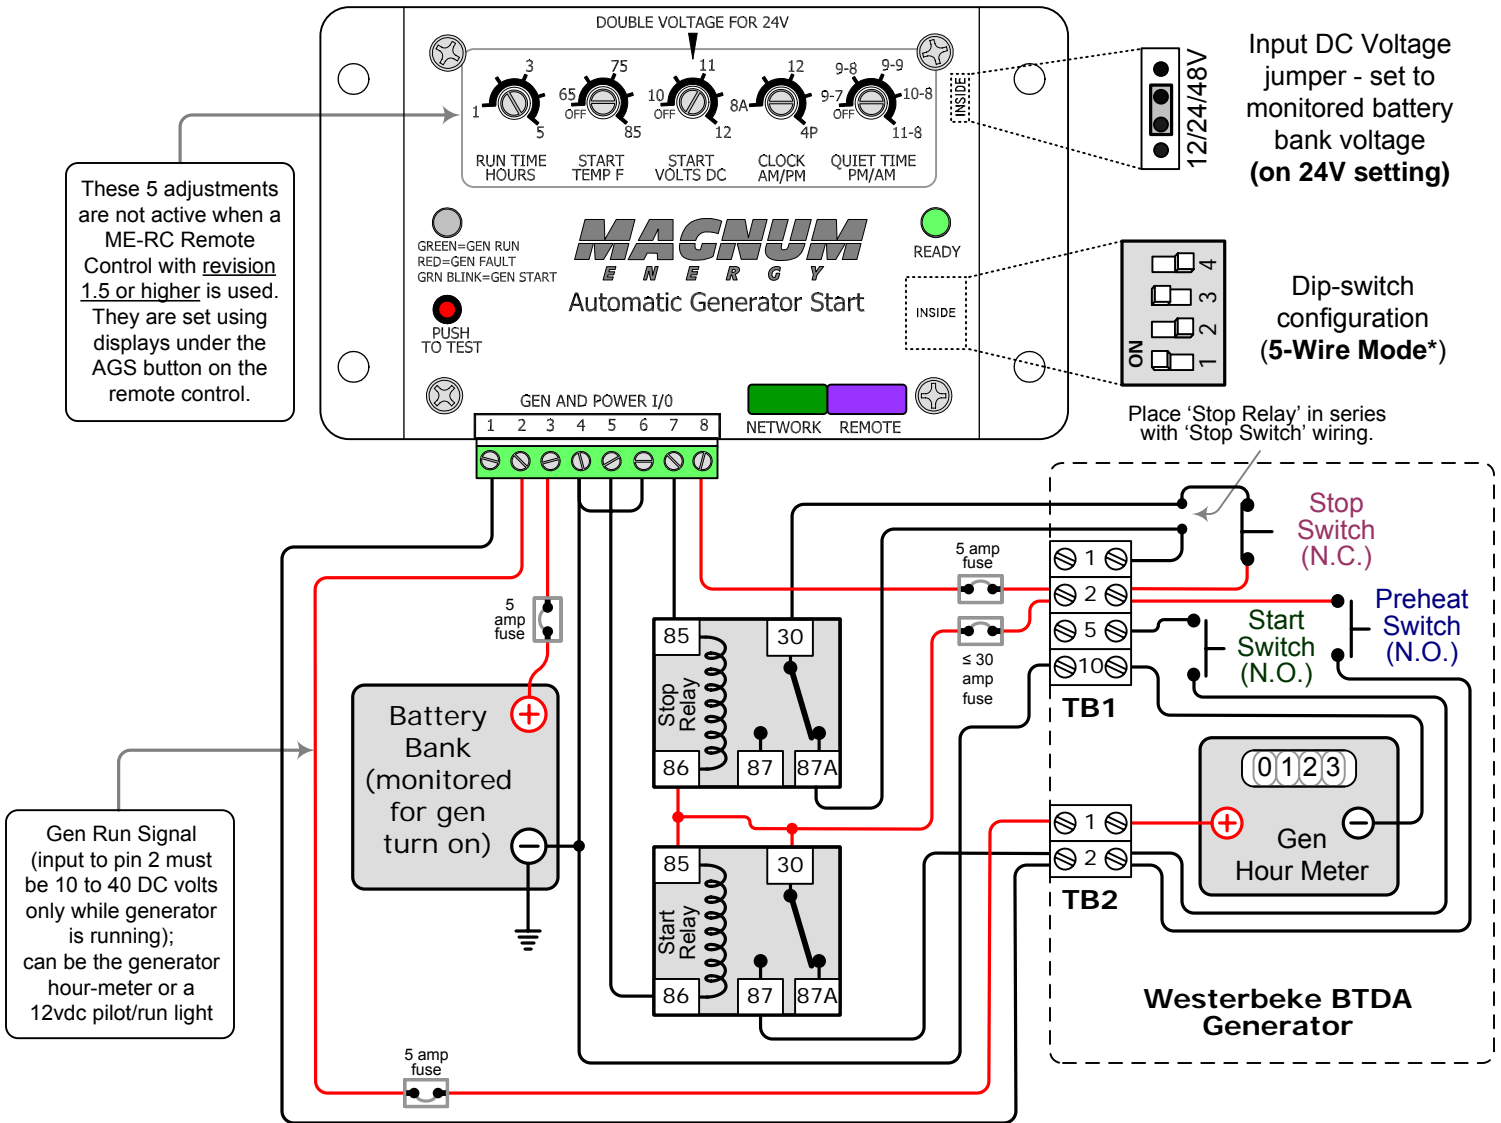 DOUBLE VOLTAGE FOR 24V
1 3 5
RUN TIME
HOURS
OFF 65 75 85
START
TEMP F
OFF 10 11 12
START
VOLTS DC
8A 12 4P
CLOCK
AM/PM
OFF 9-7 9-8 9-9 10-8 11-8
QUIET TIME
PM/AM
INSIDE
12/24/48V
Input DC Voltage
jumper - set to
monitored battery
bank voltage
(on 24V setting)
These 5 adjustments
are not active when a
ME-RC Remote
Control with revision
1.5 or higher is used.
They are set using
displays under the
AGS button on the
remote control.
GREEN=GEN RUN
RED=GEN FAULT
GRN BLINK=GEN START
MAGNUM
ENERGY
Automatic Generator Start
READY
PUSH
TO TEST
INSIDE
ON
1 2 3 4
Dip-switch
configuration
(5-Wire Mode*)
GEN AND POWER I/0
1 2 3 4 5 6 7 8
NETWORK REMOTE
Place ‘Stop Relay’ in series
with ‘Stop Switch’ wiring.
Stop
Switch
(N.C.)
5 amp
fuse
5
amp
fuse
≤ 30
amp
fuse
1
2
5
10
TB1
Start
Switch
(N.O.)
Preheat
Switch
(N.O.)
85 30
Stop
Relay
86 87 87A
Battery
Bank
(monitored
for gen
turn on)
+
−
85 30
Start
Relay
86 87 87A
1
2
TB2
0123
+ −
Gen
Hour Meter
Westerbeke BTDA
Generator
Gen Run Signal
(input to pin 2 must
be 10 to 40 DC volts
only while generator
is running);
can be the generator
hour-meter or a
12vdc pilot/run light
5 amp
fuse